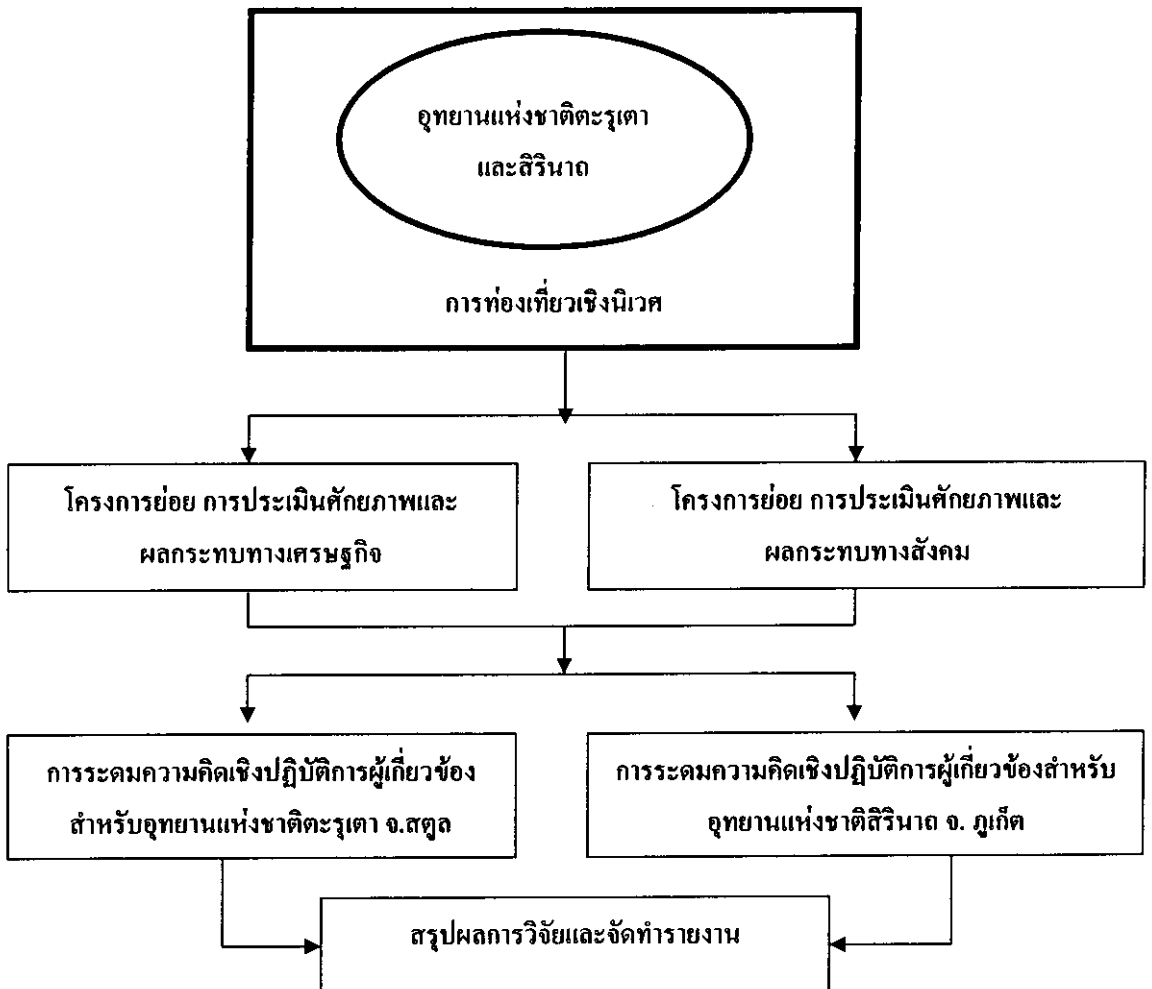 อุทยานแห่งชาติตะรุเตา
และสิรินาถ
การท่องเที่ยวเชิงนิเวศ
โครงการย่อย การประเมินศักยภาพและ
ผลกระทบทางเศรษฐกิจ
โครงการย่อย การประเมินศักยภาพและ
ผลกระทบทางสังคม
การระดมความคิดเชิงปฏิบัติการผู้เกี่ยวข้อง
สำหรับอุทยานแห่งชาติตะรุเตา จ.สตูล
การระดมความคิดเชิงปฏิบัติการผู้เกี่ยวข้องสำหรับ
อุทยานแห่งชาติสิรินาถ จ. ภูเก็ต
สรุปผลการวิจัยและจัดทำรายงาน